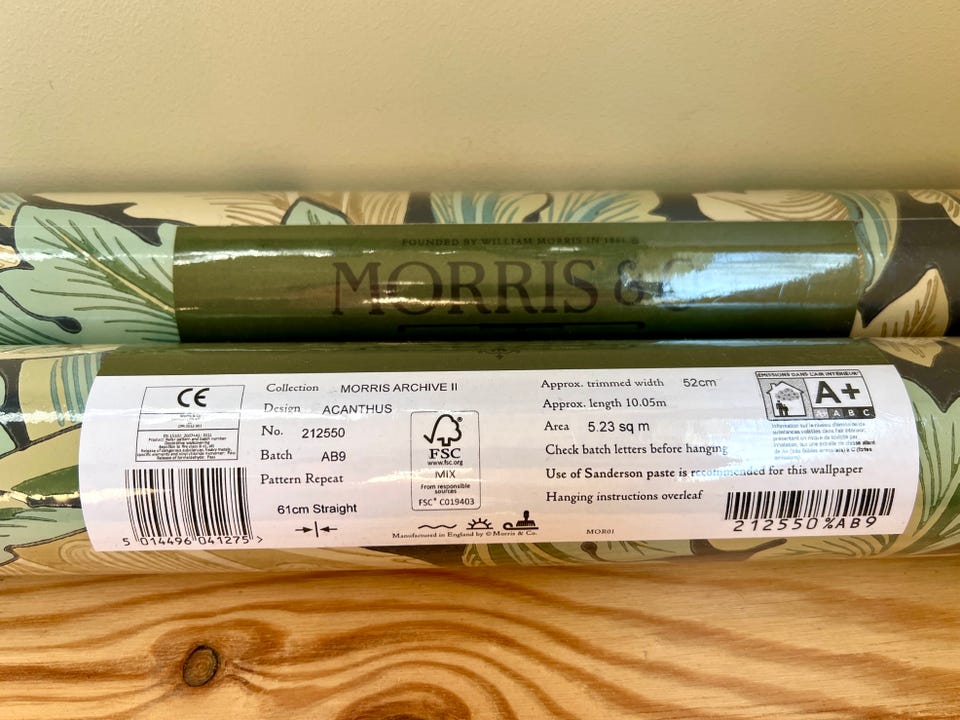 FOUNDED BY WILLIAM MORRIS IN 1861
MORRIS & C
CE
Collection MORRIS ARCHIVE II
Design ACANTHUS
No. 212550
Batch AB9
Pattern Repeat
61cm Straight
5 014496 041275 >
FSC
www.fsc.org
MIX
From responsible
sources
FSC® C019403
Approx. trimmed width 52cm
Approx. length 10.05m
Area 5.23 sq m
Check batch letters before hanging
Use of Sanderson paste is recommended for this wallpaper
Hanging instructions overleaf
ÉMISSIONS DANS L'AIR INTÉRIEUR*
A+
A+ A B C
212550%AB9
Manufactured in England by © Morris & Co.
MOR01